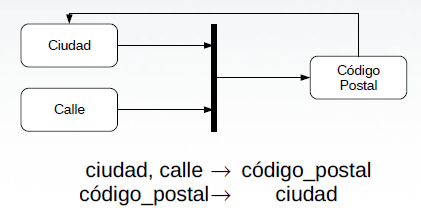 Ciudad
Código
Postal
Calle
ciudad, calle → código_postal
código_postal→ ciudad